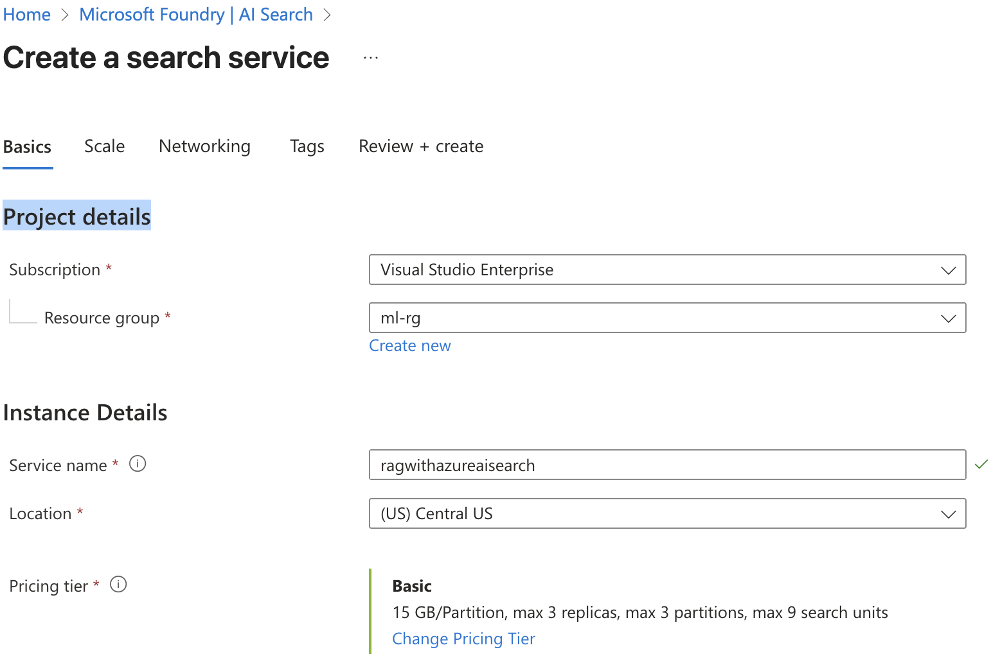 Home > Microsoft Foundry | AI Search >
Create a search service ...
Basics Scale Networking Tags Review + create
Project details
Subscription * Visual Studio Enterprise
Resource group * ml-rg
Create new
Instance Details
Service name * ragwithazureaisearch
Location * (US) Central US
Pricing tier * Basic
15 GB/Partition, max 3 replicas, max 3 partitions, max 9 search units
Change Pricing Tier